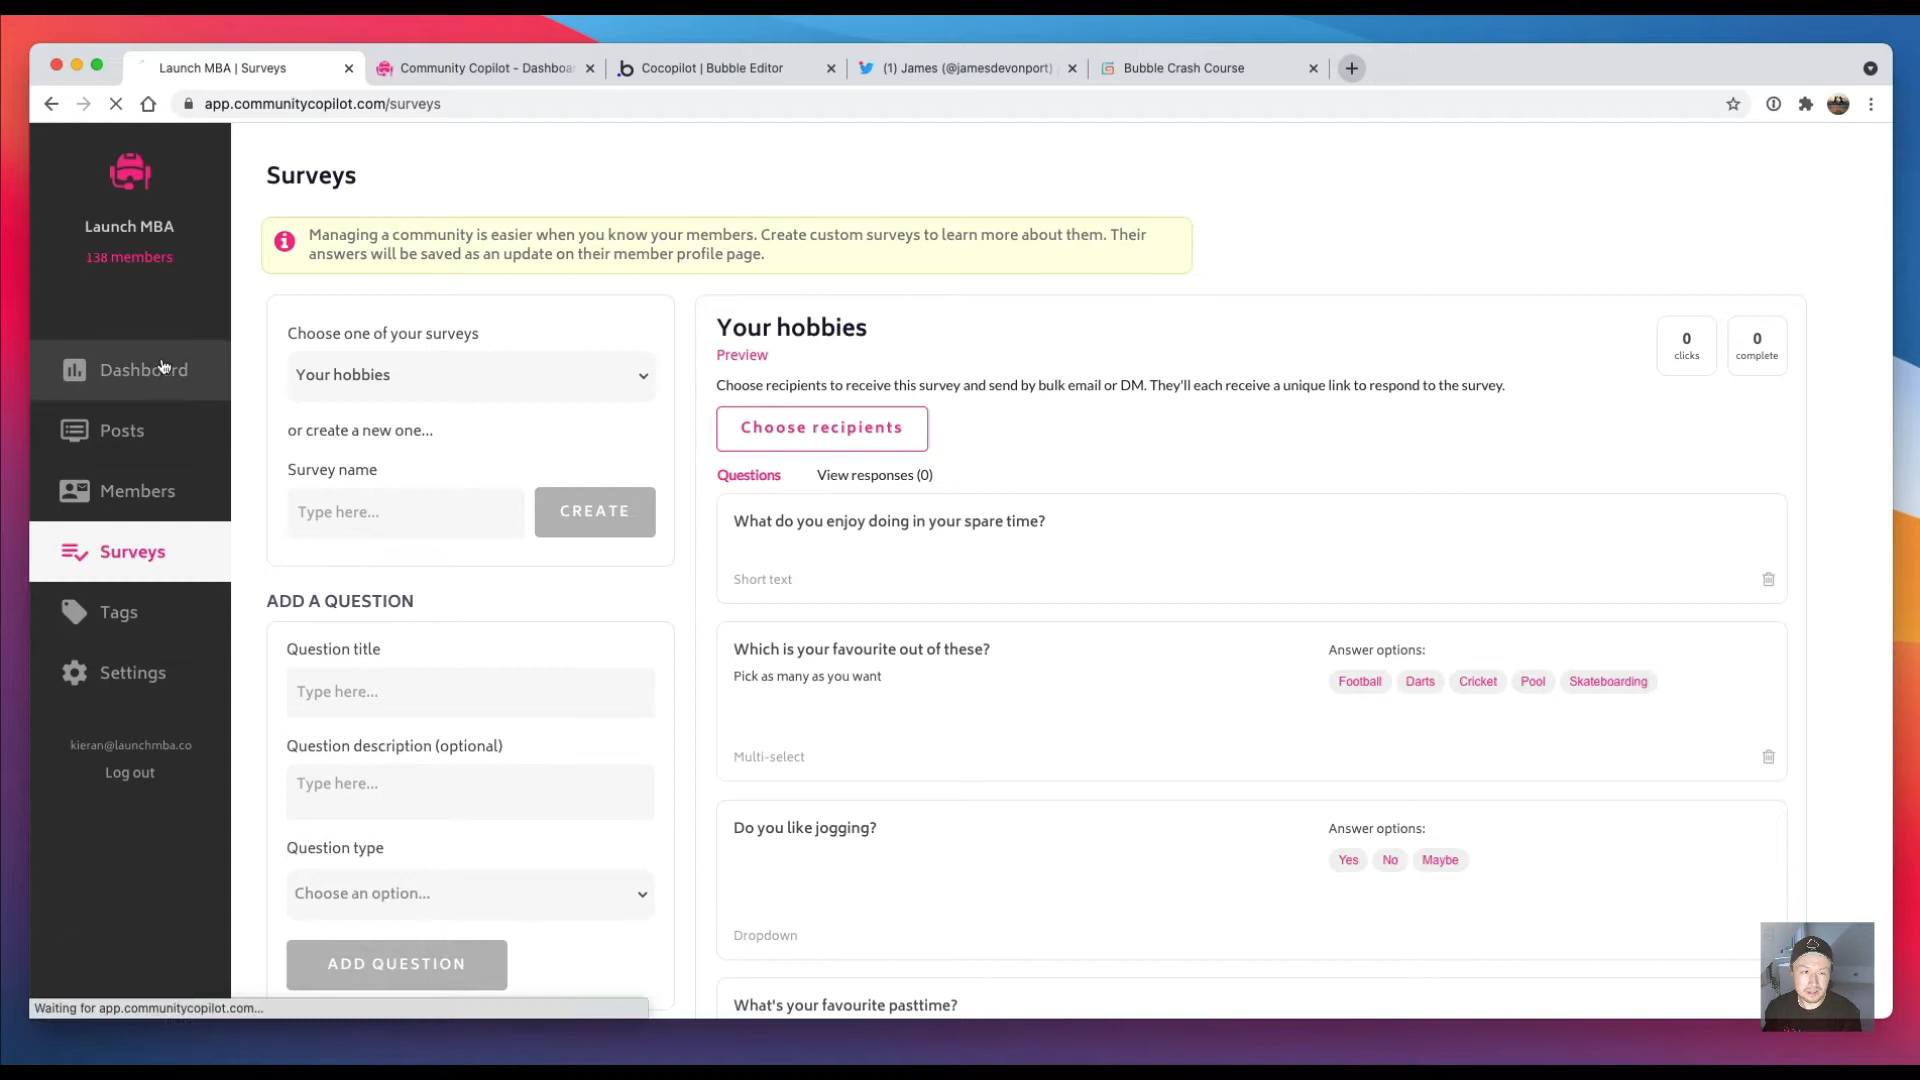 Launch MBA | Surveys
Community Copilot - Dashboa
Cocopilot | Bubble Editor
(1) James (@jamesdevonport)
Bubble Crash Course
app.communitycopilot.com/surveys
Launch MBA
138 members
Dashboard
Posts
Members
Surveys
Tags
Settings
kieran@launchmba.co
Log out
Surveys
Managing a community is easier when you know your members. Create custom surveys to learn more about them. Their
answers will be saved as an update on their member profile page.
Choose one of your surveys
Your hobbies
or create a new one...
Survey name
Type here...
CREATE
ADD A QUESTION
Question title
Type here...
Question description (optional)
Type here...
Question type
Choose an option...
ADD QUESTION
Your hobbies
Preview
0
clicks
0
complete
Choose recipients to receive this survey and send by bulk email or DM. They'll each receive a unique link to respond to the survey.
Choose recipients
Questions
View responses (0)
What do you enjoy doing in your spare time?
Short text
Which is your favourite out of these?
Pick as many as you want
Answer options:
Football
Darts
Cricket
Pool
Skateboarding
Multi-select
Do you like jogging?
Answer options:
Yes
No
Maybe
Dropdown
What's your favourite pasttime?
Waiting for app.communitycopilot.com...